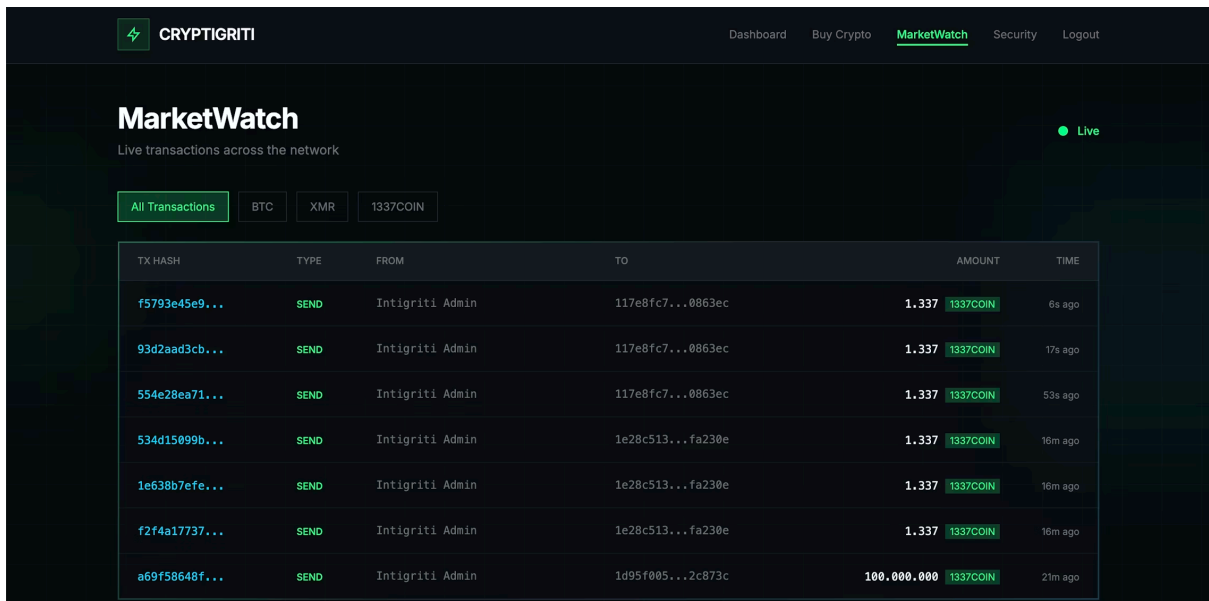 CRYPTIGRITI Dashboard Buy Crypto MarketWatch Security Logout
MarketWatch
Live
Live transactions across the network
All Transactions BTC XMR 1337COIN
TX HASH TYPE FROM TO AMOUNT TIME
f5793e45e9... SEND Intigriti Admin 117e8fc7...0863ec 1.337 1337COIN 6s ago
93d2aad3cb... SEND Intigriti Admin 117e8fc7...0863ec 1.337 1337COIN 17s ago
554e28ea71... SEND Intigriti Admin 117e8fc7...0863ec 1.337 1337COIN 53s ago
534d15099b... SEND Intigriti Admin 1e28c513...fa230e 1.337 1337COIN 16m ago
1e638b7efe... SEND Intigriti Admin 1e28c513...fa230e 1.337 1337COIN 16m ago
f2f4a17737... SEND Intigriti Admin 1e28c513...fa230e 1.337 1337COIN 16m ago
a69f58648f... SEND Intigriti Admin 1d95f005...2c873c 100.000.000 1337COIN 21m ago